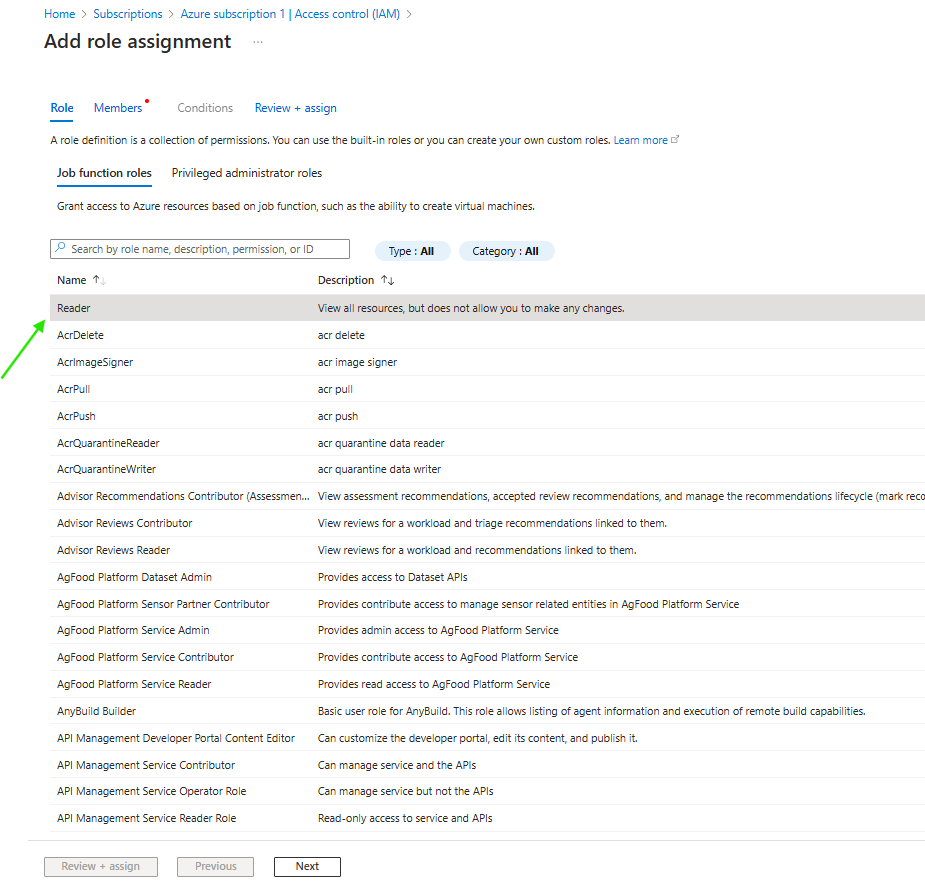 Home > Subscriptions > Azure subscription 1 | Access control (IAM) >
Add role assignment ...
Role Members Conditions Review + assign
A role definition is a collection of permissions. You can use the built-in roles or you can create your own custom roles. Learn more
Job function roles Privileged administrator roles
Grant access to Azure resources based on job function, such as the ability to create virtual machines.
Search by role name, description, permission, or ID Type : All Category : All
Name ↑↓ Description ↑↓
Reader View all resources, but does not allow you to make any changes.
AcrDelete acr delete
AcrImageSigner acr image signer
AcrPull acr pull
AcrPush acr push
AcrQuarantineReader acr quarantine data reader
AcrQuarantineWriter acr quarantine data writer
Advisor Recommendations Contributor (Assessmen... View assessment recommendations, accepted review recommendations, and manage the recommendations lifecycle (mark reco
Advisor Reviews Contributor View reviews for a workload and triage recommendations linked to them.
Advisor Reviews Reader View reviews for a workload and recommendations linked to them.
AgFood Platform Dataset Admin Provides access to Dataset APIs
AgFood Platform Sensor Partner Contributor Provides contribute access to manage sensor related entities in AgFood Platform Service
AgFood Platform Service Admin Provides admin access to AgFood Platform Service
AgFood Platform Service Contributor Provides contribute access to AgFood Platform Service
AgFood Platform Service Reader Provides read access to AgFood Platform Service
AnyBuild Builder Basic user role for AnyBuild. This role allows listing of agent information and execution of remote build capabilities.
API Management Developer Portal Content Editor Can customize the developer portal, edit its content, and publish it.
API Management Service Contributor Can manage service and the APIs
API Management Service Operator Role Can manage service but not the APIs
API Management Service Reader Role Read-only access to service and APIs
Review + assign Previous Next